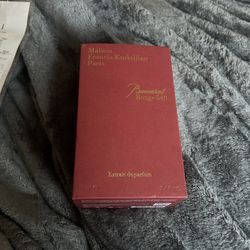 Maison
Francis Kurkdjian
Paris
Baccarat
Rouge 540
Extrait de parfum